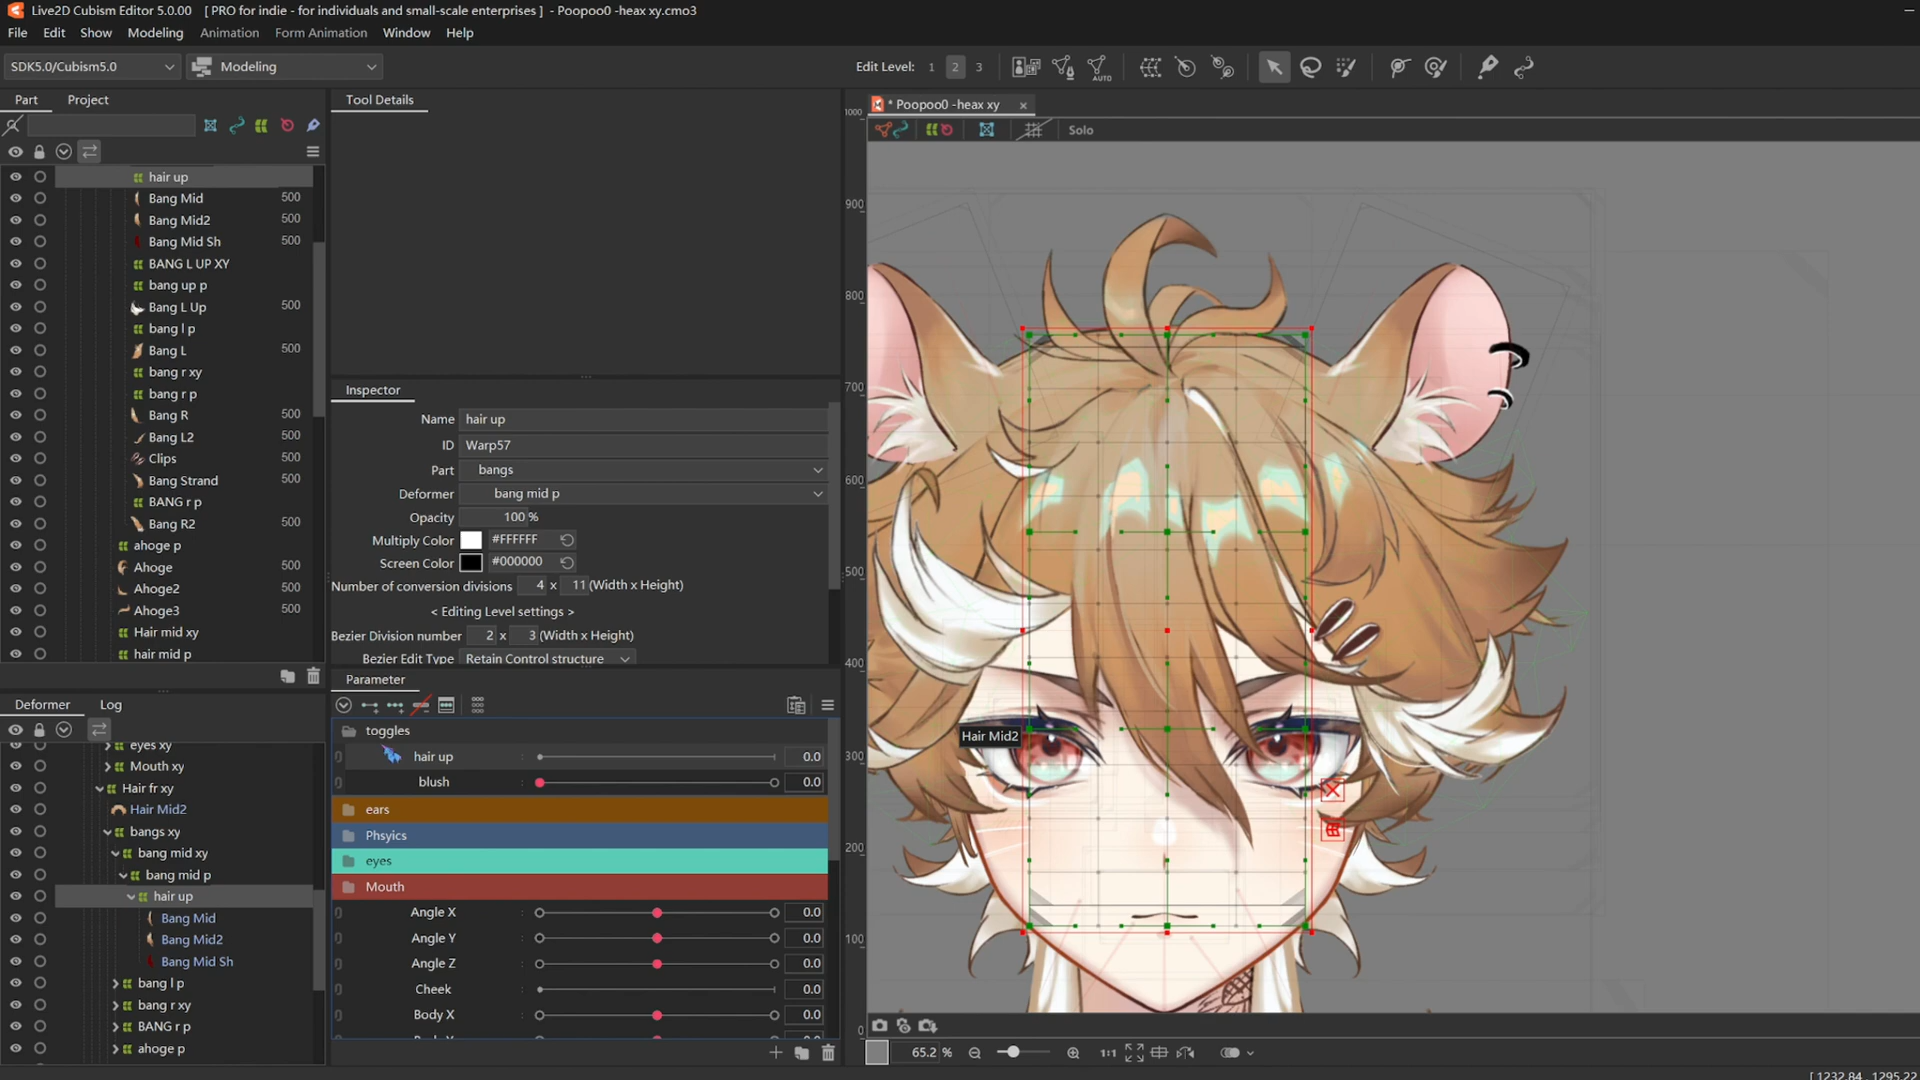 Live2D Cubism Editor 5.0.00 [ PRO for indie - for individuals and small-scale enterprises ] - Poopoo0 -heax xy.cmo3
File Edit Show Modeling Animation Form Animation Window Help
SDK5.0/Cubism5.0 Modeling Edit Level: 1 2 3 AUTO
Part Project
Tool Details
* Poopoo0 -heax xy x
Solo
hair up
Bang Mid 500
Bang Mid2 500
Bang Mid Sh 500
BANG L UP XY
bang up p
Bang L Up 500
bang l p
Bang L 500
bang r xy
bang r p
Bang R 500
Bang L2 500
Clips 500
Bang Strand 500
BANG r p
Bang R2 500
ahoge p
Ahoge 500
Ahoge2 500
Ahoge3 500
Hair mid xy
hair mid p
Inspector
Name hair up
ID Warp57
Part bangs
Deformer bang mid p
Opacity 100 %
Multiply Color #FFFFFF
Screen Color #000000
Number of conversion divisions 4 x 11 (Width x Height)
< Editing Level settings >
Bezier Division number 2 x 3 (Width x Height)
Bezier Edit Type Retain Control structure
Deformer Log
eyes xy
Mouth xy
Hair fr xy
Hair Mid2
bangs xy
bang mid xy
bang mid p
hair up
Bang Mid
Bang Mid2
Bang Mid Sh
bang l p
bang r xy
BANG r p
ahoge p
Parameter
toggles
hair up : 0.0
blush : 0.0
ears
Phsyics
eyes
Mouth
Angle X : 0.0
Angle Y : 0.0
Angle Z : 0.0
Cheek : 0.0
Body X : 0.0
900
800
700
600
500
400
300
200
100
0
Hair Mid2
65.2 % 1:1
[ 1232.84 , 1295.22